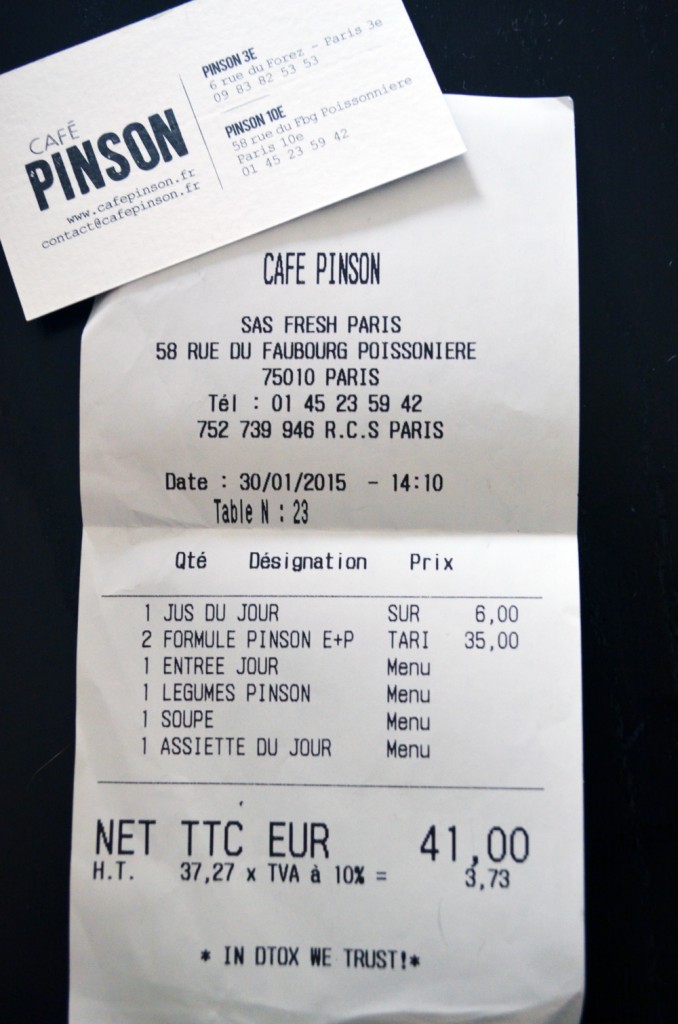 CAFÉ
PINSON
www.cafepinson.fr
contact@cafepinson.fr
PINSON 3E
6 rue du Forez - Paris 3e
09 83 82 53 53
PINSON 10E
58 rue du Fbg Poissonniere
Paris 10e
01 45 23 59 42
CAFE PINSON
SAS FRESH PARIS
58 RUE DU FAUBOURG POISSONIERE
75010 PARIS
Tél : 01 45 23 59 42
752 739 946 R.C.S PARIS
Date : 30/01/2015 - 14:10
Table N : 23
Qté Désignation Prix
1 JUS DU JOUR SUR 6,00
2 FORMULE PINSON E+P TARI 35,00
1 ENTREE JOUR Menu
1 LEGUMES PINSON Menu
1 SOUPE Menu
1 ASSIETTE DU JOUR Menu
NET TTC EUR 41,00
H.T. 37,27 x TVA à 10% = 3,73
* IN DTOX WE TRUST!*